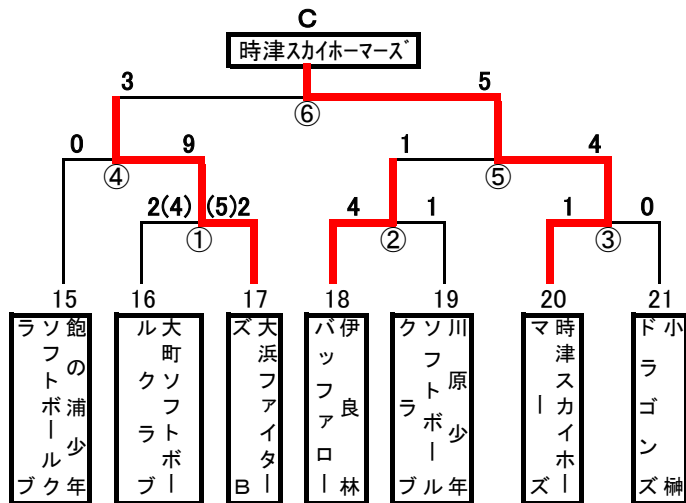 C
時津スカイホーマーズ
3
5
⑥
0
9
1
4
④
⑤
2(4)
(5)2
4
1
1
0
①
②
③
15
16
17
18
19
20
21
飽の浦少年
ソフトボールク
ラブ
大町ソフトボー
ルクラブ
大浜ファイター
ズB
伊良林
バッファロー
川原少年
ソフトボール
クラブ
時津スカイホー
マーズ
小榊
ドラゴンズ